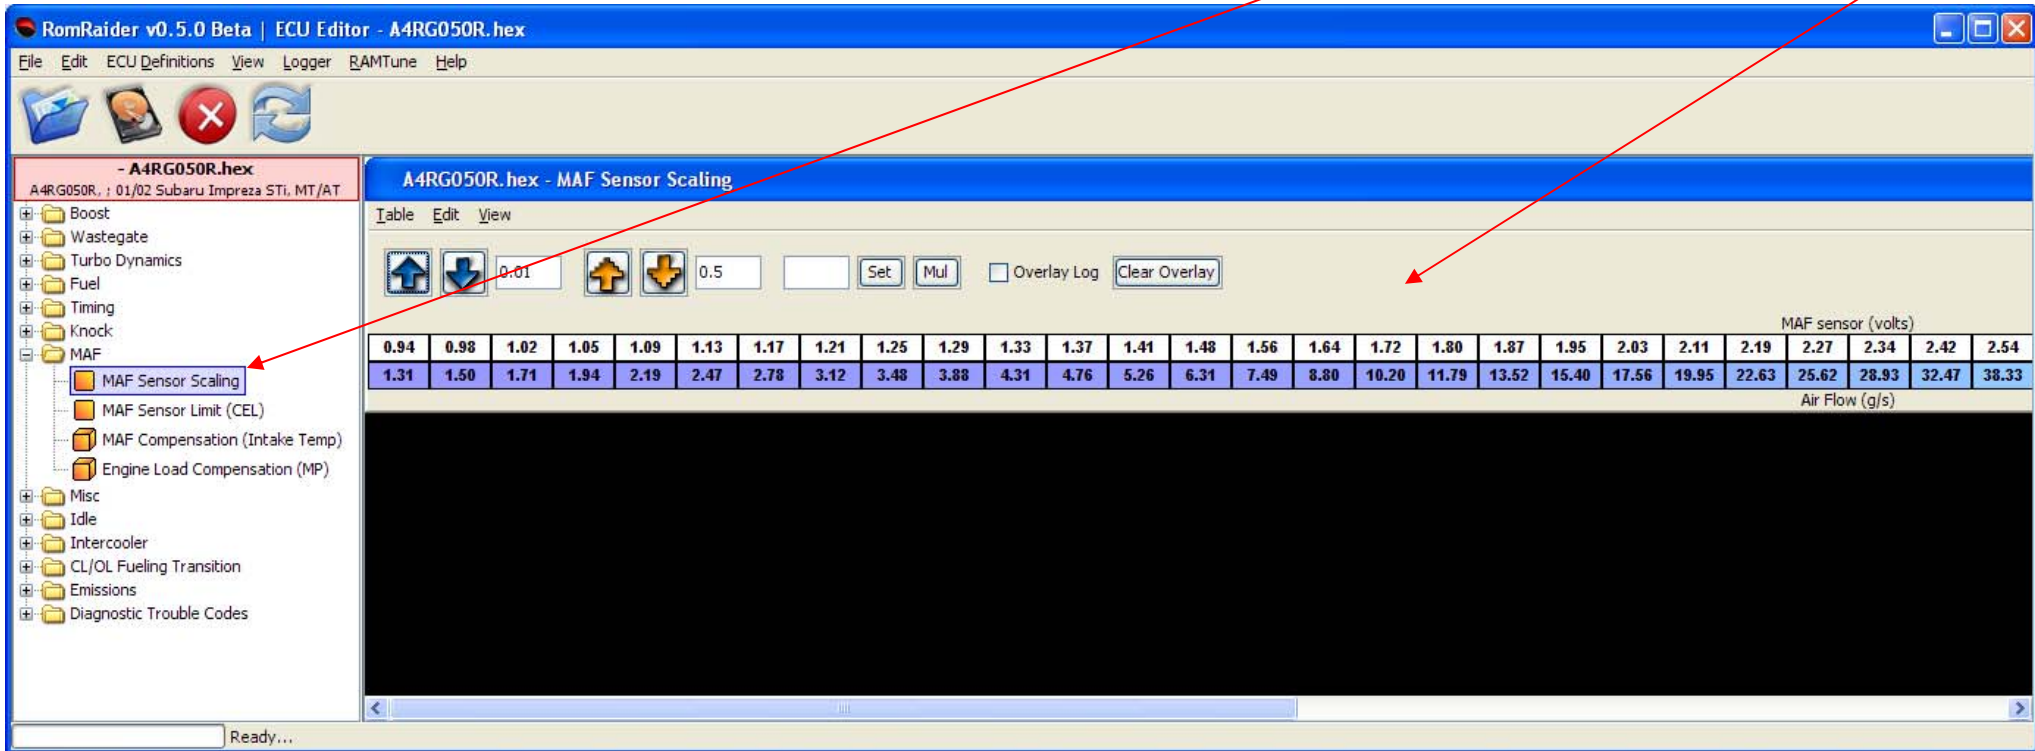 RomRaider v0.5.0 Beta | ECU Editor - A4RG050R.hex
File Edit ECU Definitions View Logger RAMTune Help
- A4RG050R.hex
A4RG050R, ; 01/02 Subaru Impreza STi, MT/AT
Boost
Wastegate
Turbo Dynamics
Fuel
Timing
Knock
MAF
MAF Sensor Scaling
MAF Sensor Limit (CEL)
MAF Compensation (Intake Temp)
Engine Load Compensation (MP)
Misc
Idle
Intercooler
CL/OL Fueling Transition
Emissions
Diagnostic Trouble Codes
A4RG050R.hex - MAF Sensor Scaling
Table Edit View
0.01 0.5 Set Mul Overlay Log Clear Overlay
MAF sensor (volts)
0.94 0.98 1.02 1.05 1.09 1.13 1.17 1.21 1.25 1.29 1.33 1.37 1.41 1.48 1.56 1.64 1.72 1.80 1.87 1.95 2.03 2.11 2.19 2.27 2.34 2.42 2.54
1.31 1.50 1.71 1.94 2.19 2.47 2.78 3.12 3.48 3.88 4.31 4.76 5.26 6.31 7.49 8.80 10.20 11.79 13.52 15.40 17.56 19.95 22.63 25.62 28.93 32.47 38.33
Air Flow (g/s)
Ready...